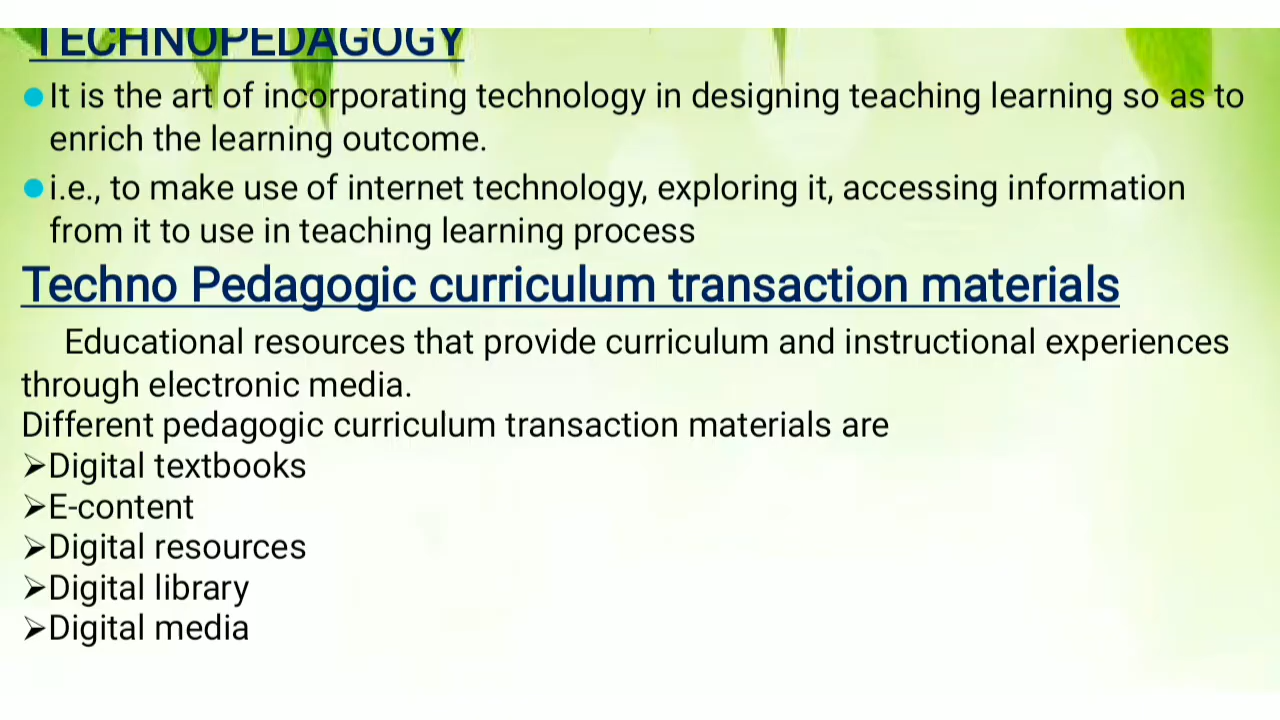 TECHNOPEDAGOGY
It is the art of incorporating technology in designing teaching learning so as to
enrich the learning outcome.
i.e., to make use of internet technology, exploring it, accessing information
from it to use in teaching learning process
Techno Pedagogic curriculum transaction materials
Educational resources that provide curriculum and instructional experiences
through electronic media.
Different pedagogic curriculum transaction materials are
➢Digital textbooks
➢E-content
➢Digital resources
➢Digital library
➢Digital media